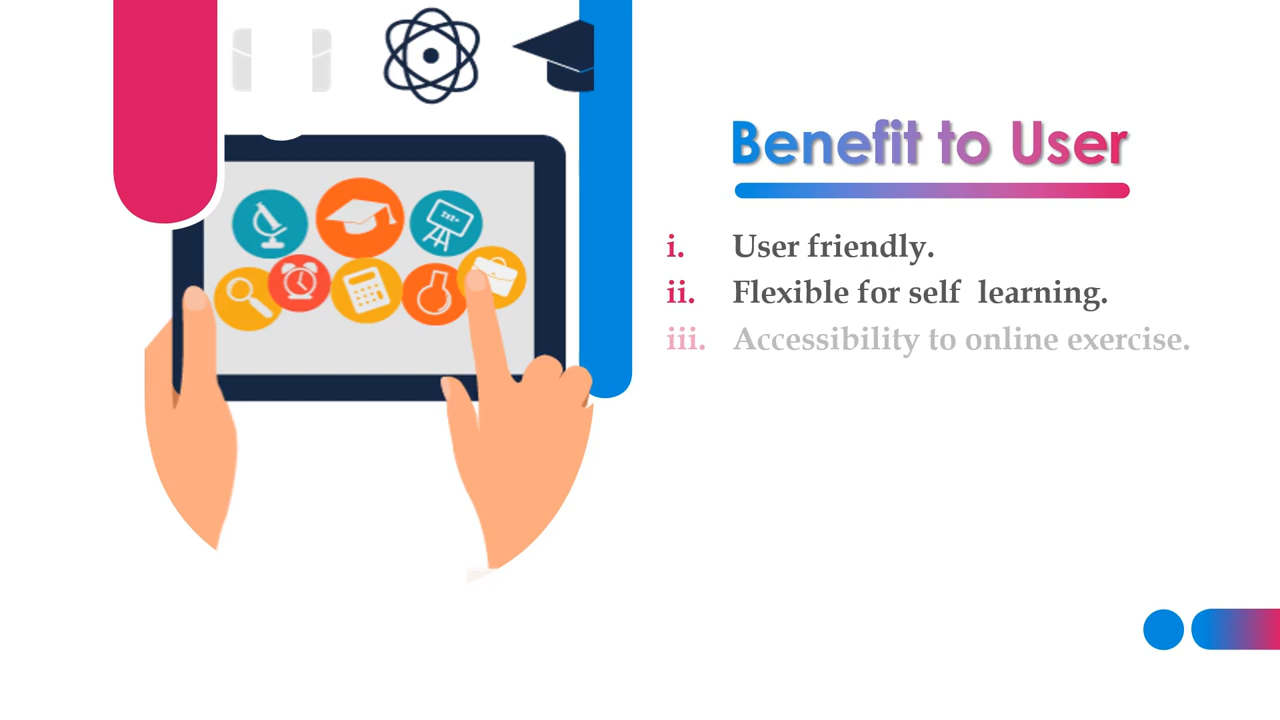 Benefit to User
i. User friendly.
ii. Flexible for self learning.
iii. Accessibility to online exercise.